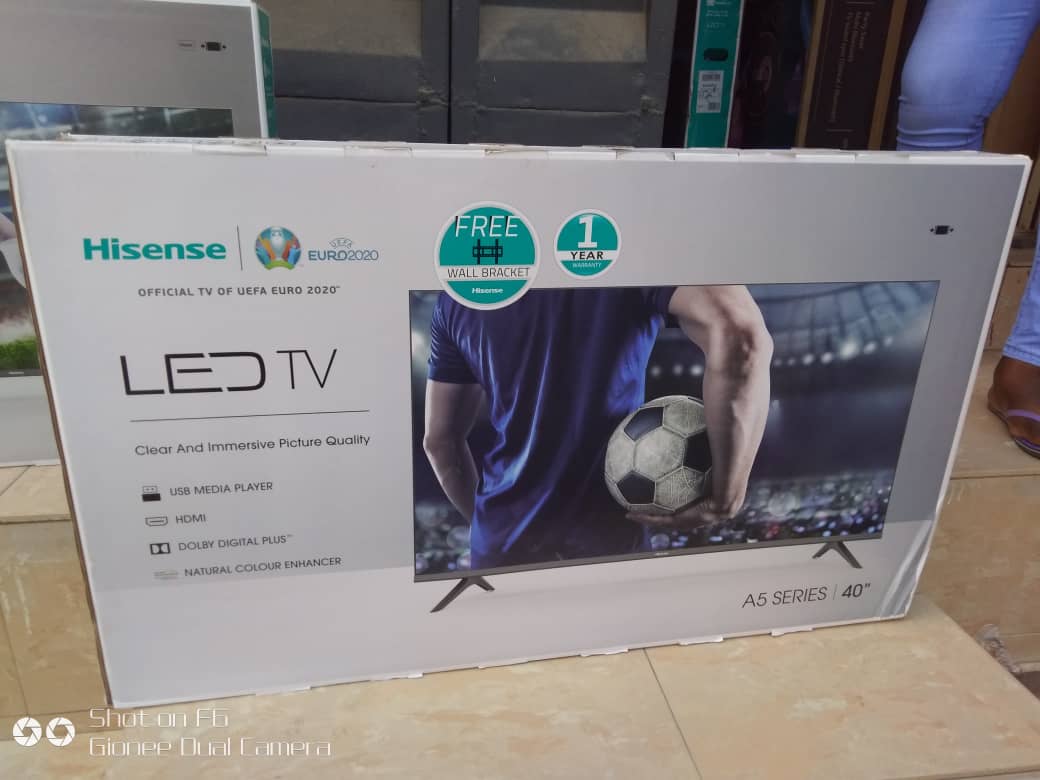 Hisense
UEFA
EURO2020
OFFICIAL TV OF UEFA EURO 2020™
FREE
WALL BRACKET
Hisense
1
YEAR
WARRANTY
LED TV
Clear And Immersive Picture Quality
USB MEDIA PLAYER
HDMI
DOLBY DIGITAL PLUS™
NATURAL COLOUR ENHANCER
A5 SERIES | 40"
Shot on F6
Gionee Dual Camera